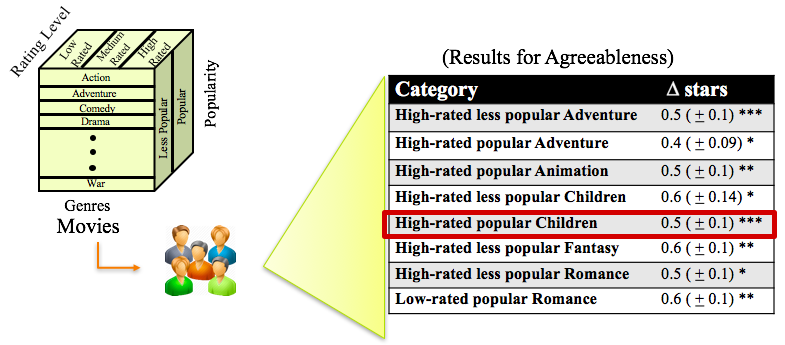 Rating Level
Low Rated
Medium Rated
High Rated
Action
Adventure
Comedy
Drama
War
Less Popular
Popular
Popularity
Genres
Movies
(Results for Agreeableness)
Category Δ stars
High-rated less popular Adventure 0.5 ( ± 0.1) ***
High-rated popular Adventure 0.4 ( ± 0.09) *
High-rated popular Animation 0.5 ( ± 0.1) **
High-rated less popular Children 0.6 ( ± 0.14) *
High-rated popular Children 0.5 ( ± 0.1) ***
High-rated less popular Fantasy 0.6 ( ± 0.1) **
High-rated less popular Romance 0.5 ( ± 0.1) *
Low-rated popular Romance 0.6 ( ± 0.1) **